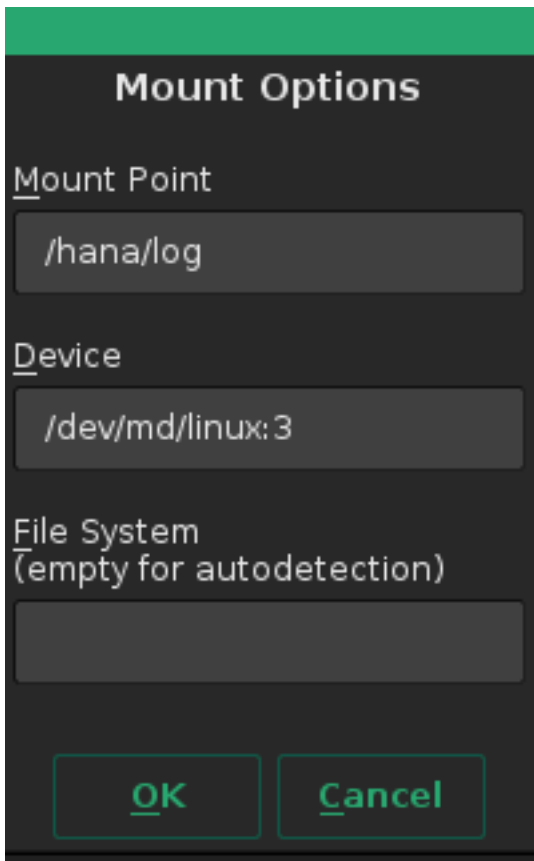 Mount Options
Mount Point
/hana/log
Device
/dev/md/linux:3
File System
(empty for autodetection)
OK
Cancel